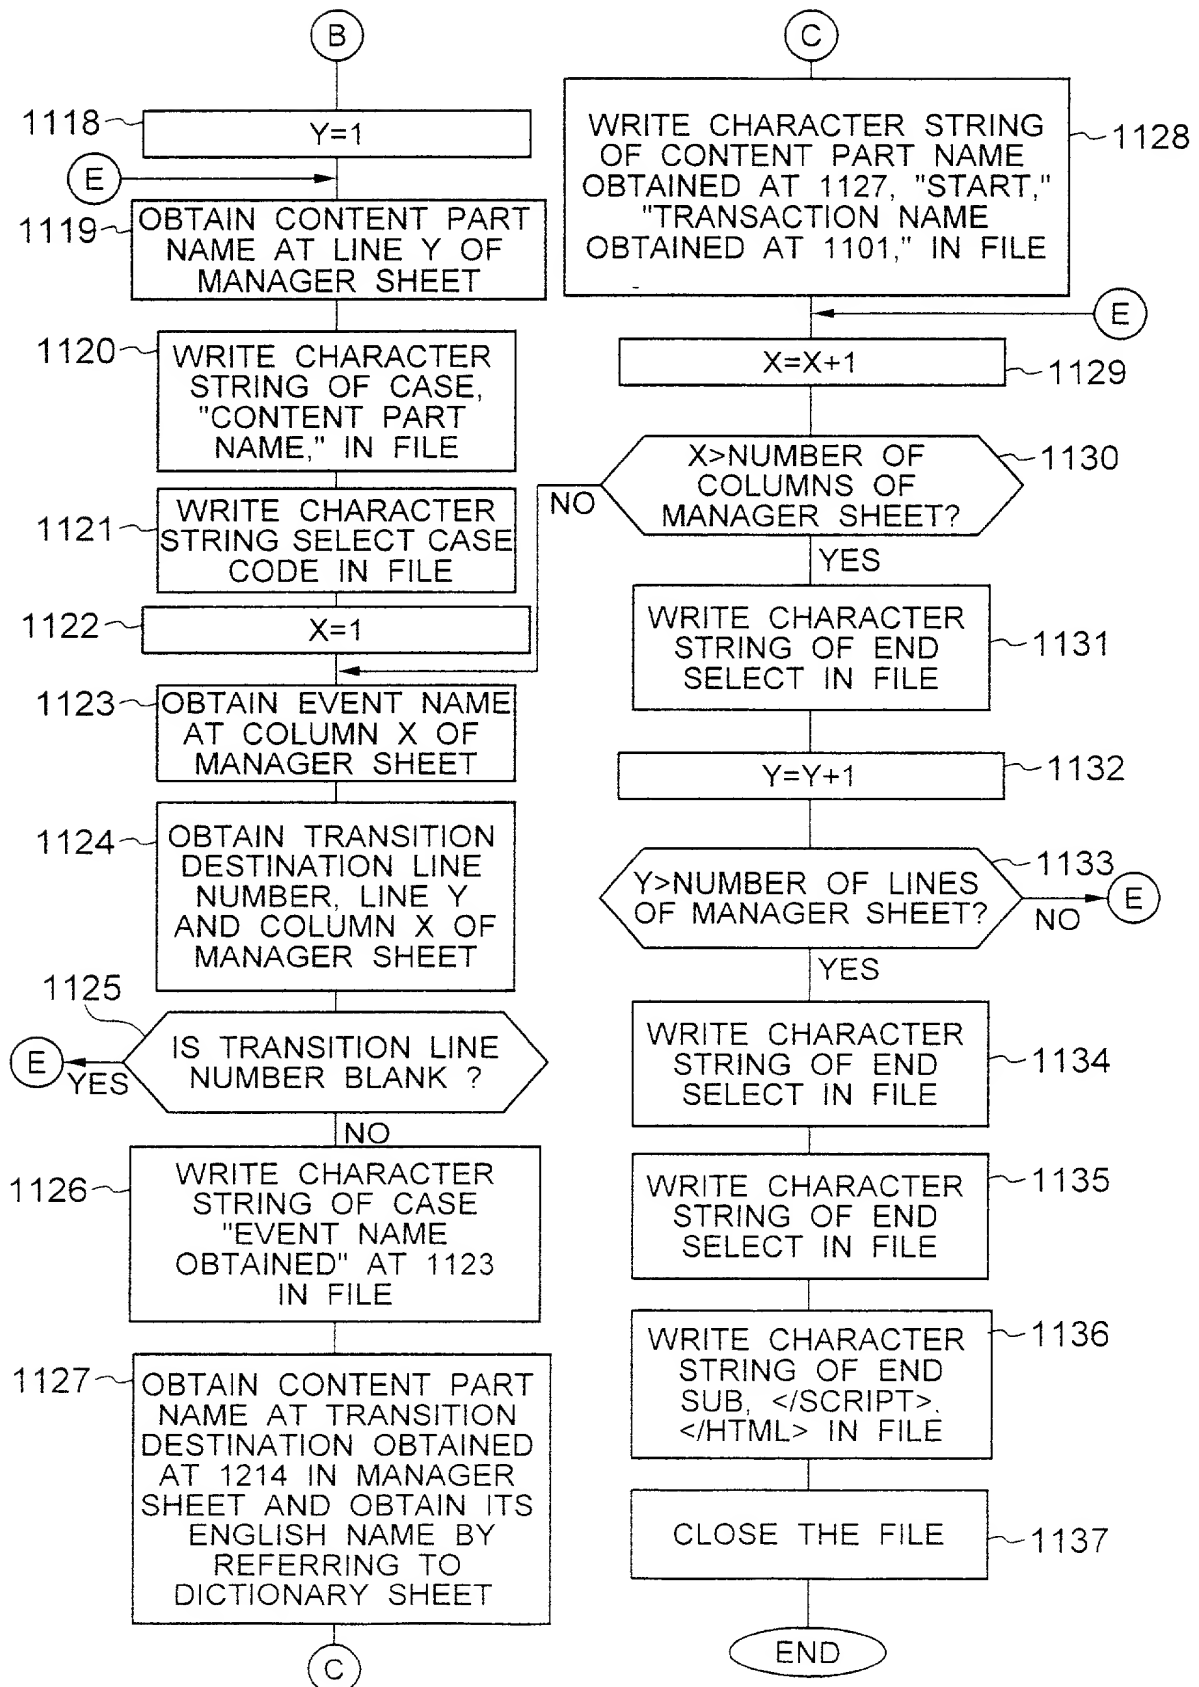 B
1118
Y=1
E
1119
OBTAIN CONTENT PART
NAME AT LINE Y OF
MANAGER SHEET
1120
WRITE CHARACTER
STRING OF CASE,
"CONTENT PART
NAME," IN FILE
1121
WRITE CHARACTER
STRING SELECT CASE
CODE IN FILE
1122
X=1
1123
OBTAIN EVENT NAME
AT COLUMN X OF
MANAGER SHEET
1124
OBTAIN TRANSITION
DESTINATION LINE
NUMBER, LINE Y
AND COLUMN X OF
MANAGER SHEET
1125
IS TRANSITION LINE
NUMBER BLANK ?
E
YES
NO
1126
WRITE CHARACTER
STRING OF CASE
"EVENT NAME
OBTAINED" AT 1123
IN FILE
1127
OBTAIN CONTENT PART
NAME AT TRANSITION
DESTINATION OBTAINED
AT 1214 IN MANAGER
SHEET AND OBTAIN ITS
ENGLISH NAME BY
REFERRING TO
DICTIONARY SHEET
C
C
WRITE CHARACTER STRING
OF CONTENT PART NAME
OBTAINED AT 1127, "START,"
"TRANSACTION NAME
OBTAINED AT 1101," IN FILE
1128
E
X=X+1
1129
X>NUMBER OF
COLUMNS OF
MANAGER SHEET?
1130
NO
YES
WRITE CHARACTER
STRING OF END
SELECT IN FILE
1131
Y=Y+1
1132
Y>NUMBER OF LINES
OF MANAGER SHEET?
1133
NO
E
YES
WRITE CHARACTER
STRING OF END
SELECT IN FILE
1134
WRITE CHARACTER
STRING OF END
SELECT IN FILE
1135
WRITE CHARACTER
STRING OF END
SUB, </SCRIPT>.
</HTML> IN FILE
1136
CLOSE THE FILE
1137
END